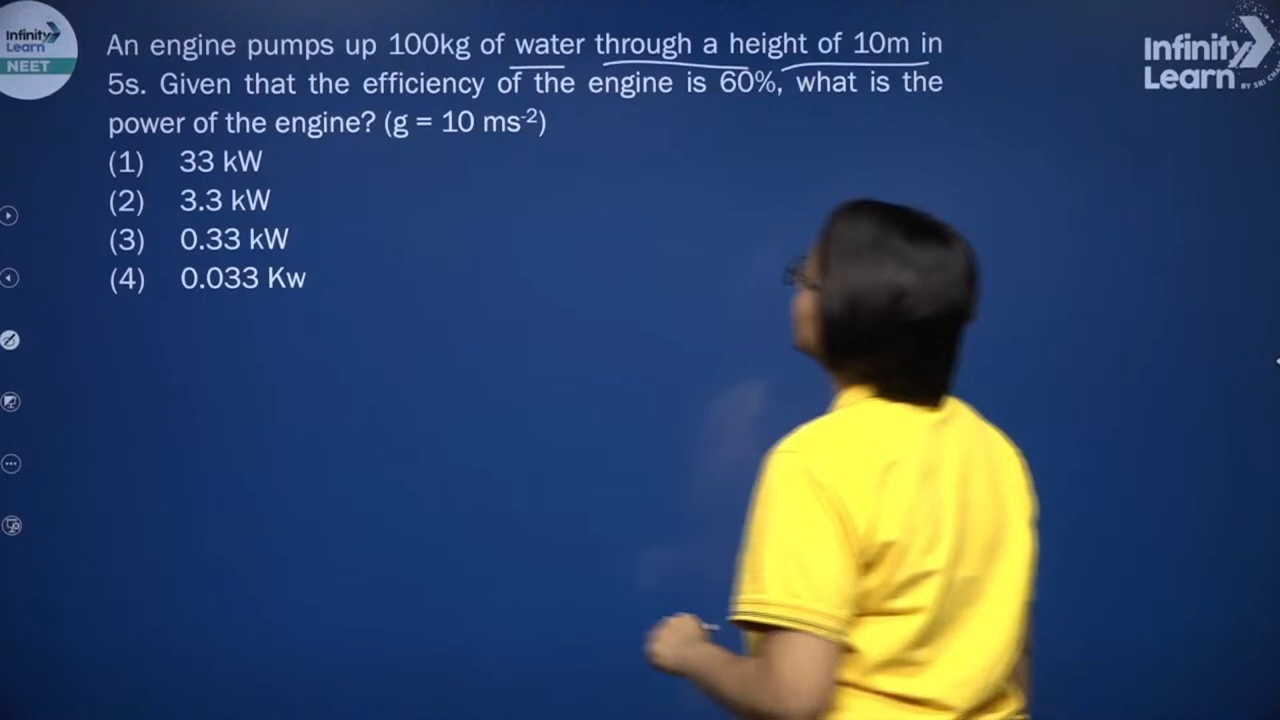 Infinity
Learn
NEET
Infinity
Learn
BY SRI
An engine pumps up 100kg of water through a height of 10m in
5s. Given that the efficiency of the engine is 60%, what is the
power of the engine? (g = 10 ms⁻²)
(1) 33 kW
(2) 3.3 kW
(3) 0.33 kW
(4) 0.033 Kw